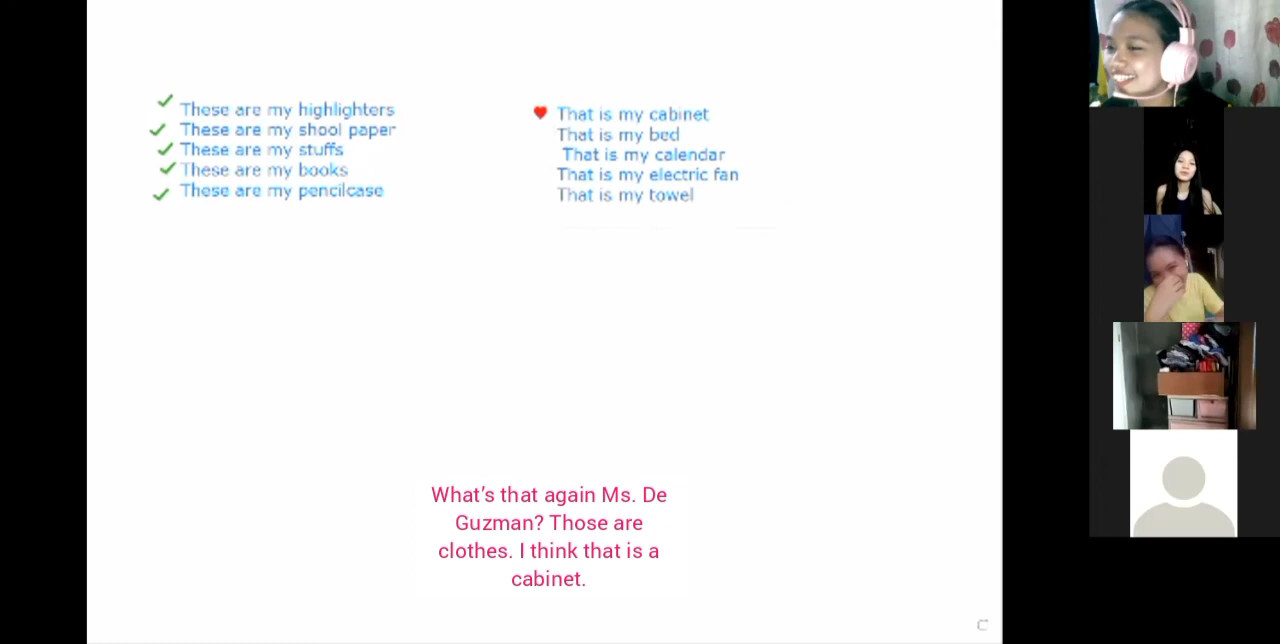 These are my highlighters
These are my shool paper
These are my stuffs
These are my books
These are my pencilcase
That is my cabinet
That is my bed
That is my calendar
That is my electric fan
That is my towel
What's that again Ms. De
Guzman? Those are
clothes. I think that is a
cabinet.